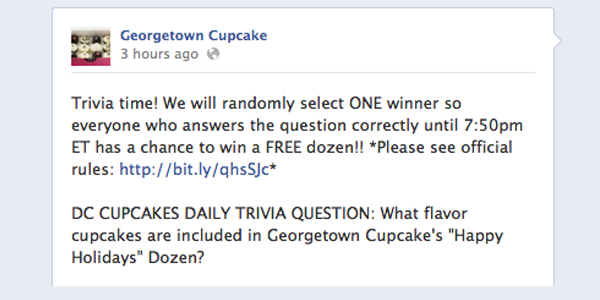 Georgetown Cupcake
3 hours ago
Trivia time! We will randomly select ONE winner so
everyone who answers the question correctly until 7:50pm
ET has a chance to win a FREE dozen!! *Please see official
rules: http://bit.ly/qhsSJc*
DC CUPCAKES DAILY TRIVIA QUESTION: What flavor
cupcakes are included in Georgetown Cupcake's "Happy
Holidays" Dozen?